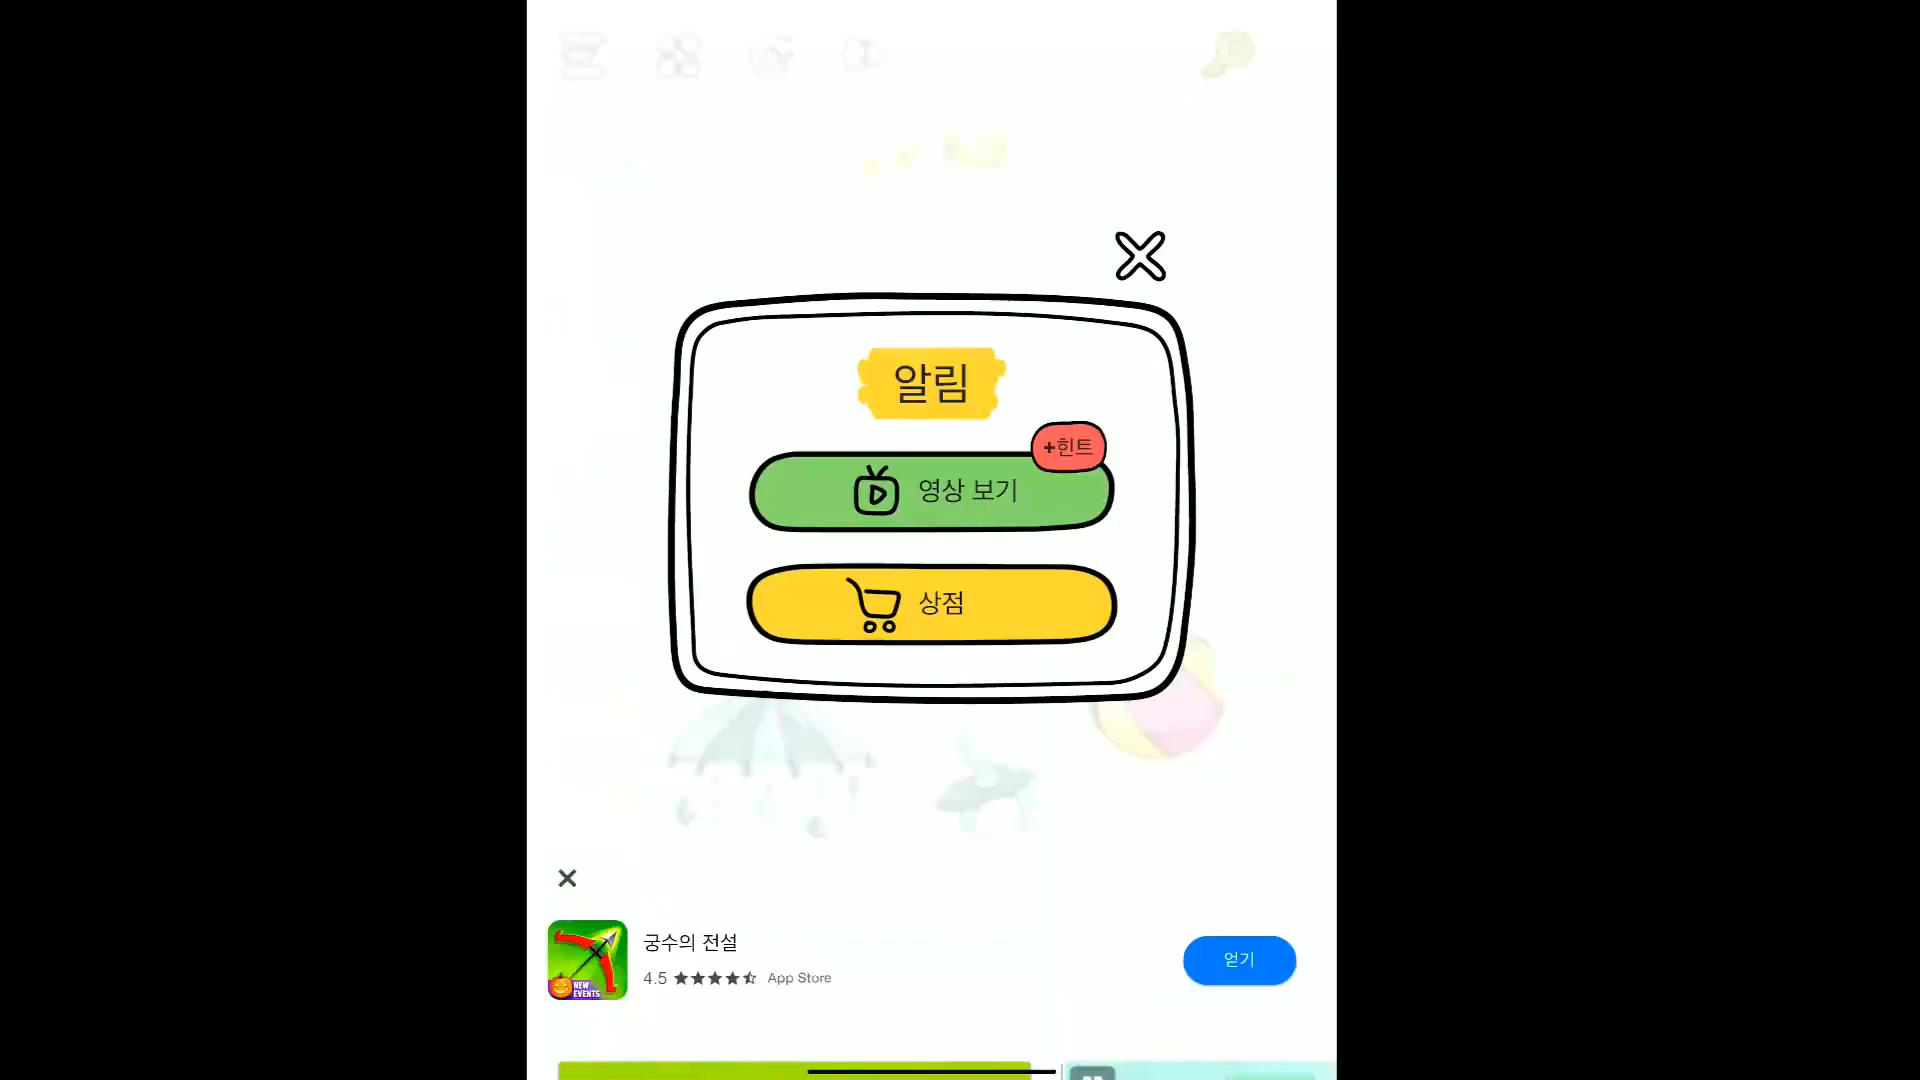 알림
+힌트
영상 보기
상점
궁수의 전설
4.5 App Store
얻기
NEW
EVENTS